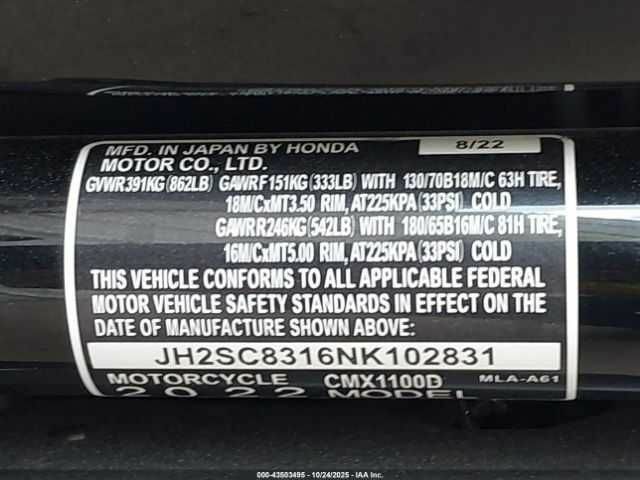 MFD. IN JAPAN BY HONDA 8/22
MOTOR CO., LTD.
GVWR391KG(862LB) GAWRF151KG(333LB) WITH 130/70B18M/C 63H TIRE,
18M/CxMT3.50 RIM, AT225KPA(33PSI) COLD
GAWRR246KG(542LB) WITH 180/65B16M/C 81H TIRE,
16M/CxMT5.00 RIM, AT225KPA(33PSI) COLD
THIS VEHICLE CONFORMS TO ALL APPLICABLE FEDERAL
MOTOR VEHICLE SAFETY STANDARDS IN EFFECT ON THE
DATE OF MANUFACTURE SHOWN ABOVE:
JH2SC8316NK102831
MOTORCYCLE CMX1100D MLA-A61
2022 MODEL
000-43503495 - 10/24/2025 - IAA Inc.